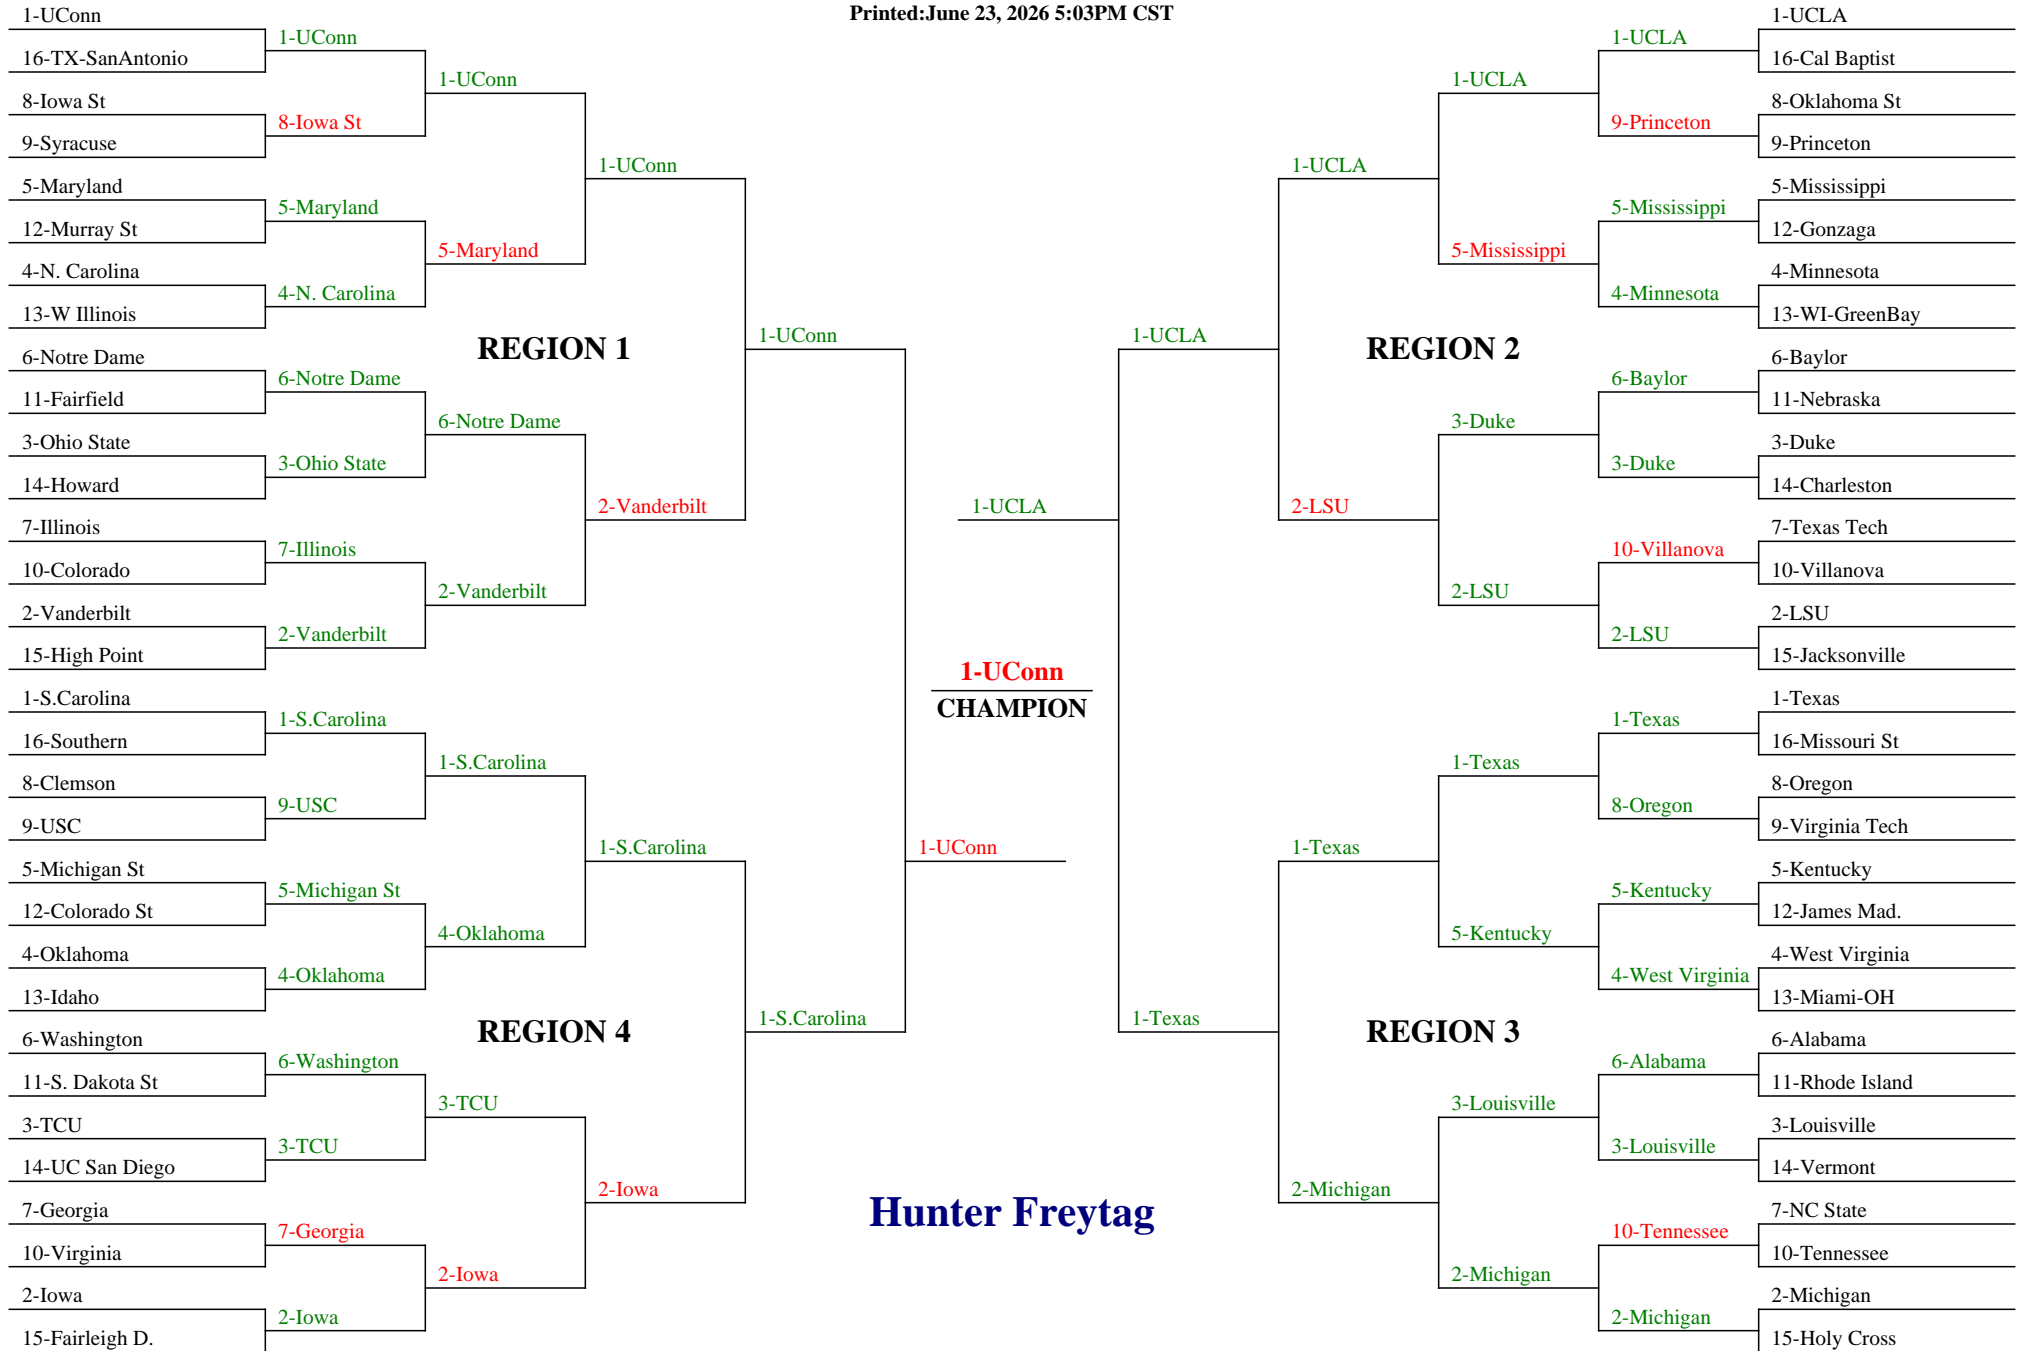 Printed:June 23, 2026 5:03PM CST
1-UConn
16-TX-SanAntonio
8-Iowa St
9-Syracuse
5-Maryland
12-Murray St
4-N. Carolina
13-W Illinois
6-Notre Dame
11-Fairfield
3-Ohio State
14-Howard
7-Illinois
10-Colorado
2-Vanderbilt
15-High Point
1-S.Carolina
16-Southern
8-Clemson
9-USC
5-Michigan St
12-Colorado St
4-Oklahoma
13-Idaho
6-Washington
11-S. Dakota St
3-TCU
14-UC San Diego
7-Georgia
10-Virginia
2-Iowa
15-Fairleigh D.
1-UConn
8-Iowa St
5-Maryland
4-N. Carolina
6-Notre Dame
3-Ohio State
7-Illinois
2-Vanderbilt
1-S.Carolina
9-USC
5-Michigan St
4-Oklahoma
6-Washington
3-TCU
7-Georgia
2-Iowa
1-UConn
5-Maryland
6-Notre Dame
2-Vanderbilt
1-S.Carolina
4-Oklahoma
3-TCU
2-Iowa
REGION 1
REGION 4
1-UConn
2-Vanderbilt
1-S.Carolina
2-Iowa
1-UConn
1-S.Carolina
1-UConn
1-UCLA
1-UConn
CHAMPION
Hunter Freytag
1-UCLA
1-Texas
1-UCLA
2-LSU
1-Texas
2-Michigan
REGION 2
REGION 3
1-UCLA
5-Mississippi
3-Duke
2-LSU
1-Texas
5-Kentucky
3-Louisville
2-Michigan
1-UCLA
9-Princeton
5-Mississippi
4-Minnesota
6-Baylor
3-Duke
10-Villanova
2-LSU
1-Texas
8-Oregon
5-Kentucky
4-West Virginia
6-Alabama
3-Louisville
10-Tennessee
2-Michigan
1-UCLA
16-Cal Baptist
8-Oklahoma St
9-Princeton
5-Mississippi
12-Gonzaga
4-Minnesota
13-WI-GreenBay
6-Baylor
11-Nebraska
3-Duke
14-Charleston
7-Texas Tech
10-Villanova
2-LSU
15-Jacksonville
1-Texas
16-Missouri St
8-Oregon
9-Virginia Tech
5-Kentucky
12-James Mad.
4-West Virginia
13-Miami-OH
6-Alabama
11-Rhode Island
3-Louisville
14-Vermont
7-NC State
10-Tennessee
2-Michigan
15-Holy Cross